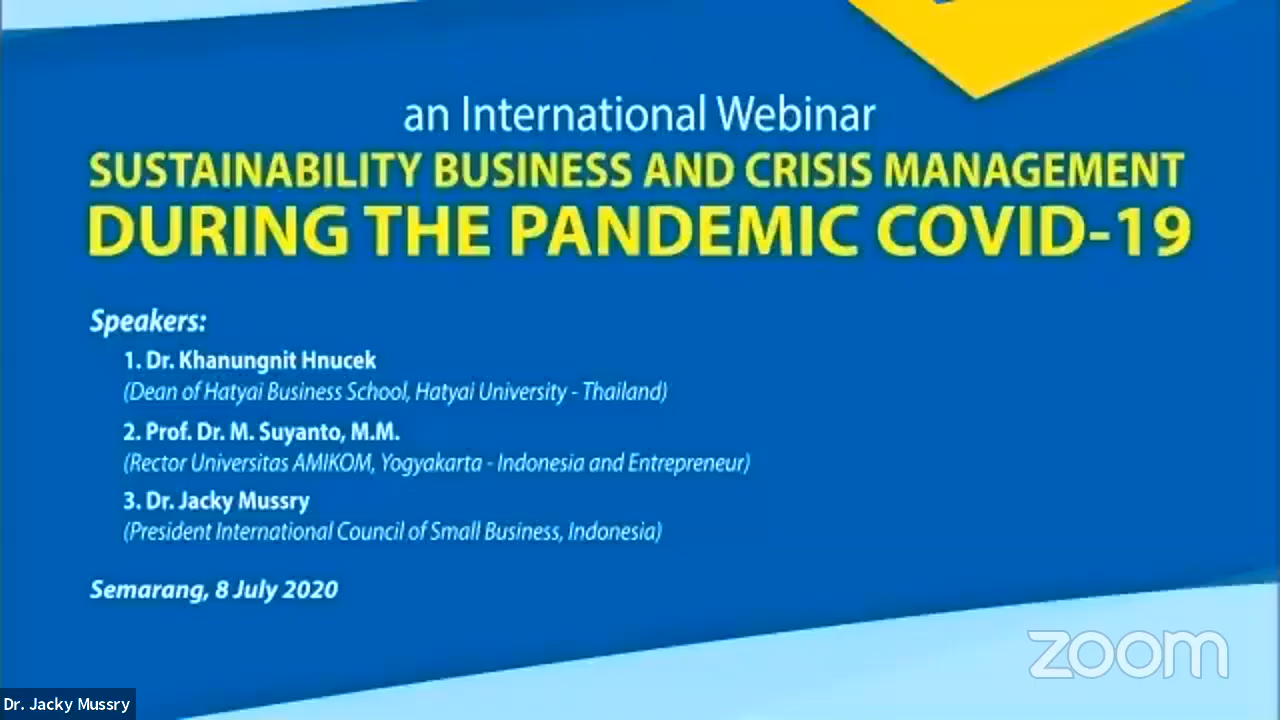 an International Webinar
SUSTAINABILITY BUSINESS AND CRISIS MANAGEMENT
DURING THE PANDEMIC COVID-19
Speakers:
1. Dr. Khanungnit Hnucek
(Dean of Hatyai Business School, Hatyai University - Thailand)
2. Prof. Dr. M. Suyanto, M.M.
(Rector Universitas AMIKOM, Yogyakarta - Indonesia and Entrepreneur)
3. Dr. Jacky Mussry
(President International Council of Small Business, Indonesia)
Semarang, 8 July 2020
zoom
Dr. Jacky Mussry